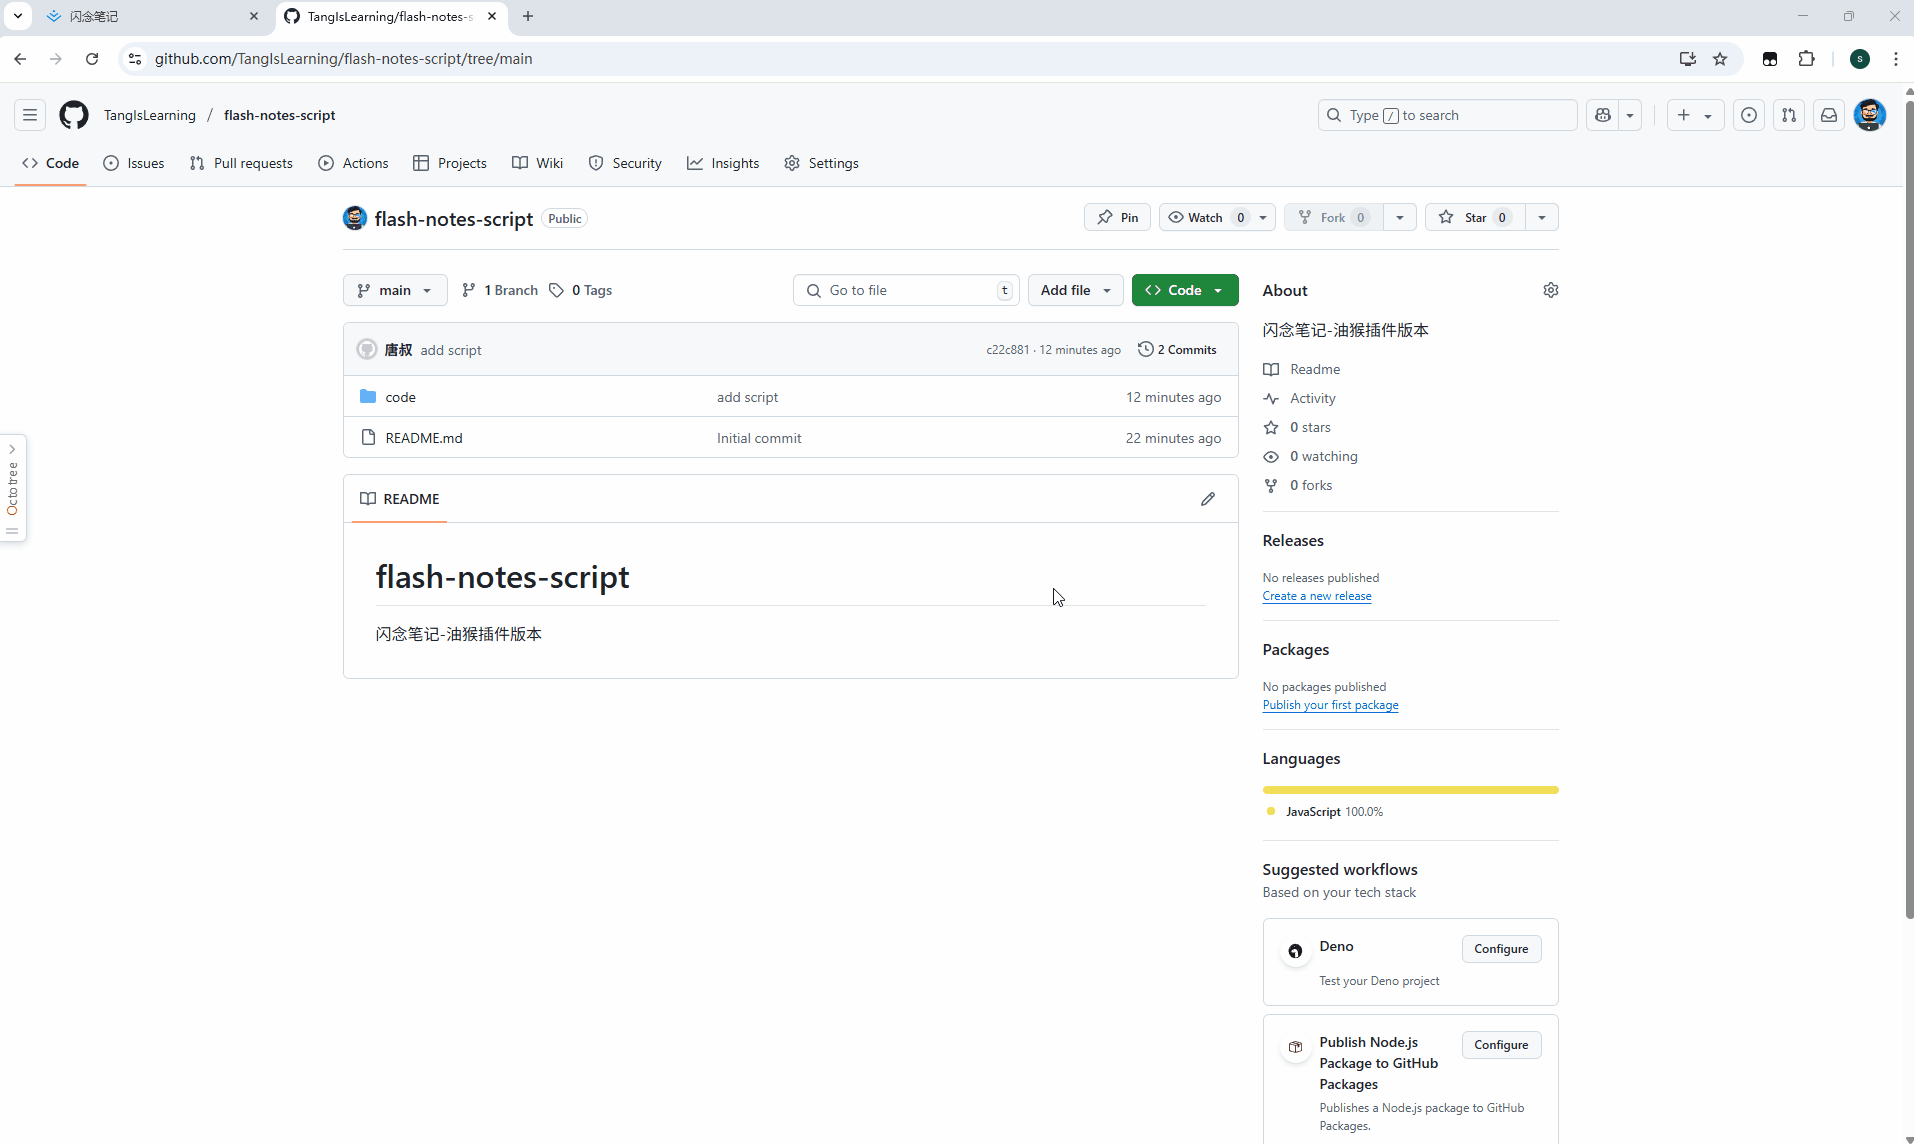 闪念笔记
TangIsLearning/flash-notes-s
github.com/TangIsLearning/flash-notes-script/tree/main
S
TangIsLearning / flash-notes-script
Type / to search
Code
Issues
Pull requests
Actions
Projects
Wiki
Security
Insights
Settings
flash-notes-script Public
Pin
Watch 0
Fork 0
Star 0
main
1 Branch
0 Tags
Go to file t
Add file
Code
唐叔 add script c22c881 · 12 minutes ago 2 Commits
code add script 12 minutes ago
README.md Initial commit 22 minutes ago
README
flash-notes-script
闪念笔记-油猴插件版本
Octotree
About
闪念笔记-油猴插件版本
Readme
Activity
0 stars
0 watching
0 forks
Releases
No releases published
Create a new release
Packages
No packages published
Publish your first package
Languages
JavaScript 100.0%
Suggested workflows
Based on your tech stack
Deno Configure
Test your Deno project
Publish Node.js Configure
Package to GitHub
Packages
Publishes a Node.js package to GitHub
Packages.